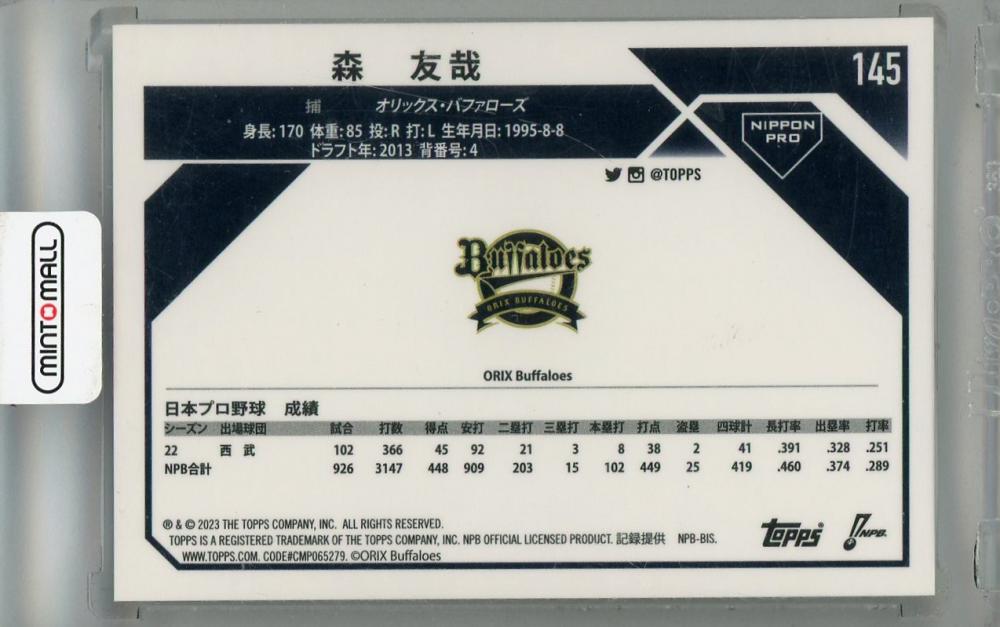 森 友哉
145
捕 オリックス・バファローズ
身長: 170 体重: 85 投: R 打: L 生年月日: 1995-8-8
ドラフト年: 2013 背番号: 4
NIPPON
PRO
@TOPPS
Buffaloes
ORIX BUFFALOES
ORIX Buffaloes
MINTOMALL
日本プロ野球 成績
シーズン 出場球団 試合 打数 得点 安打 二塁打 三塁打 本塁打 打点 盗塁 四球計 長打率 出塁率 打率
22 西 武 102 366 45 92 21 3 8 38 2 41 .391 .328 .251
NPB合計 926 3147 448 909 203 15 102 449 25 419 .460 .374 .289
® & © 2023 THE TOPPS COMPANY, INC. ALL RIGHTS RESERVED.
TOPPS IS A REGISTERED TRADEMARK OF THE TOPPS COMPANY, INC. NPB OFFICIAL LICENSED PRODUCT. 記録提供 NPB-BIS.
WWW.TOPPS.COM. CODE#CMP065279. ©ORIX Buffaloes
Topps®
NPB